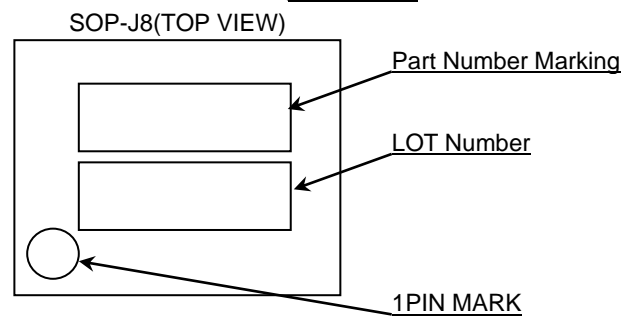 SOP-J8(TOP VIEW)
Part Number Marking
LOT Number
1PIN MARK